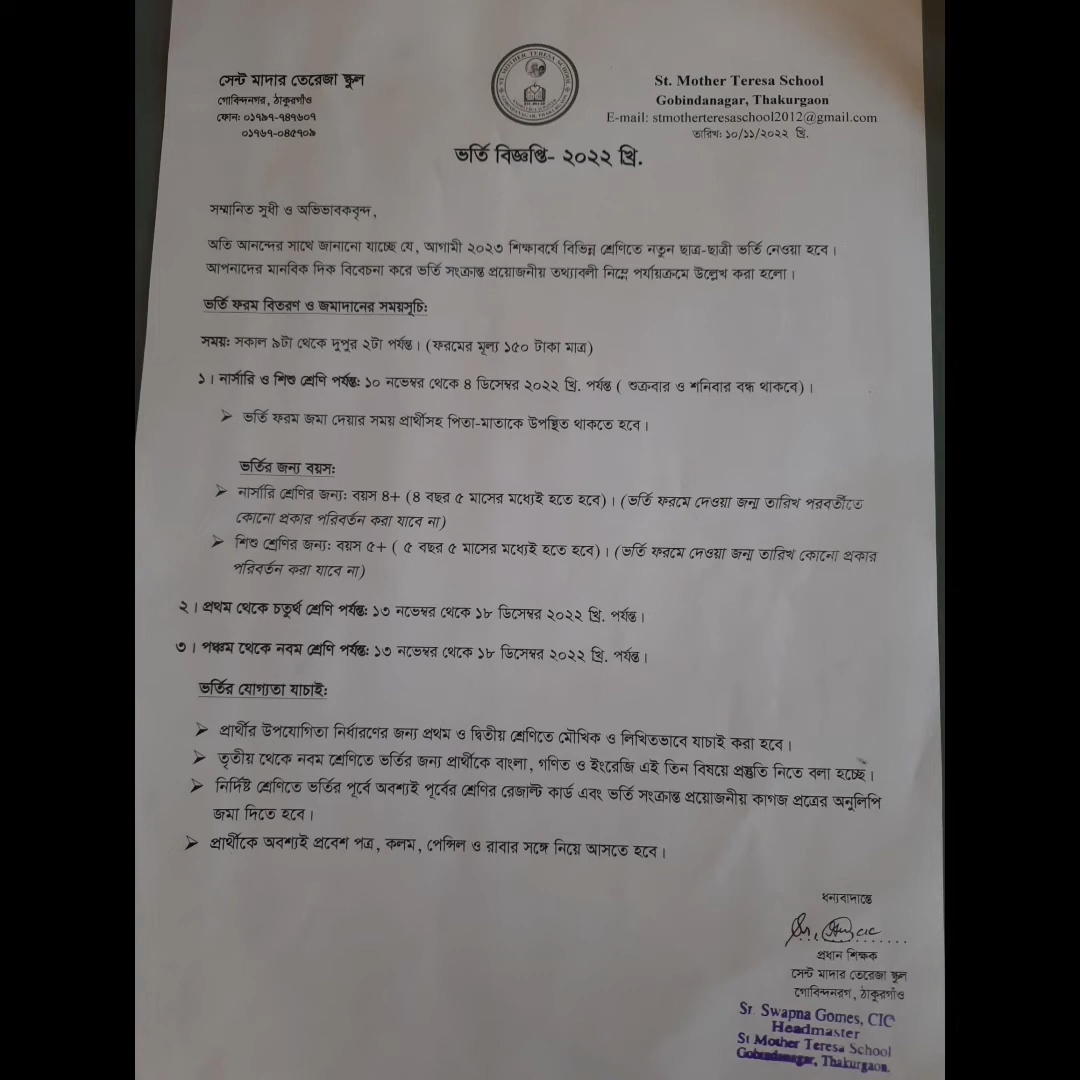 সেন্ট মাদার তেরেজা স্কুল
গোবিন্দনগর, ঠাকুরগাঁও
ফোন: ০১৭৯৭-৭৪৭৬০৭
০১৭৬৭-০৪৫৭০৯
ST. MOTHER TERESA SCHOOL
GOBINDANAGAR, THAKURGAON
St. Mother Teresa School
Gobindanagar, Thakurgaon
E-mail: stmotherteresaschool2012@gmail.com
তারিখ: ১০/১১/২০২২ খ্রি.
ভর্তি বিজ্ঞপ্তি- ২০২২ খ্রি.
সম্মানিত সুধী ও অভিভাবকবৃন্দ,
অতি আনন্দের সাথে জানানো যাচ্ছে যে, আগামী ২০২৩ শিক্ষাবর্ষে বিভিন্ন শ্রেণিতে নতুন ছাত্র-ছাত্রী ভর্তি নেওয়া হবে।
আপনাদের মানবিক দিক বিবেচনা করে ভর্তি সংক্রান্ত প্রয়োজনীয় তথ্যাবলী নিম্নে পর্যায়ক্রমে উল্লেখ করা হলো।
ভর্তি ফরম বিতরণ ও জমাদানের সময়সূচি:
সময়: সকাল ৯টা থেকে দুপুর ২টা পর্যন্ত। (ফরমের মূল্য ১৫০ টাকা মাত্র)
১। নার্সারি ও শিশু শ্রেণি পর্যন্ত: ১০ নভেম্বর থেকে ৪ ডিসেম্বর ২০২২ খ্রি. পর্যন্ত ( শুক্রবার ও শনিবার বন্ধ থাকবে)।
➢ ভর্তি ফরম জমা দেয়ার সময় প্রার্থীসহ পিতা-মাতাকে উপস্থিত থাকতে হবে।
ভর্তির জন্য বয়স:
➢ নার্সারি শ্রেণির জন্য: বয়স ৪+ (৪ বছর ৫ মাসের মধ্যেই হতে হবে)। (ভর্তি ফরমে দেওয়া জন্ম তারিখ পরবর্তীতে
কোনো প্রকার পরিবর্তন করা যাবে না)
➢ শিশু শ্রেণির জন্য: বয়স ৫+ ( ৫ বছর ৫ মাসের মধ্যেই হতে হবে)। (ভর্তি ফরমে দেওয়া জন্ম তারিখ কোনো প্রকার
পরিবর্তন করা যাবে না)
২। প্রথম থেকে চতুর্থ শ্রেণি পর্যন্ত: ১৩ নভেম্বর থেকে ১৮ ডিসেম্বর ২০২২ খ্রি. পর্যন্ত।
৩। পঞ্চম থেকে নবম শ্রেণি পর্যন্ত: ১৩ নভেম্বর থেকে ১৮ ডিসেম্বর ২০২২ খ্রি. পর্যন্ত।
ভর্তির যোগ্যতা যাচাই:
➢ প্রার্থীর উপযোগিতা নির্ধারণের জন্য প্রথম ও দ্বিতীয় শ্রেণিতে মৌখিক ও লিখিতভাবে যাচাই করা হবে।
➢ তৃতীয় থেকে নবম শ্রেণিতে ভর্তির জন্য প্রার্থীকে বাংলা, গণিত ও ইংরেজি এই তিন বিষয়ে প্রস্তুতি নিতে বলা হচ্ছে।
➢ নির্দিষ্ট শ্রেণিতে ভর্তির পূর্বে অবশ্যই পূর্বের শ্রেণির রেজাল্ট কার্ড এবং ভর্তি সংক্রান্ত প্রয়োজনীয় কাগজ প্রত্রের অনুলিপি
জমা দিতে হবে।
➢ প্রার্থীকে অবশ্যই প্রবেশ পত্র, কলম, পেন্সিল ও রাবার সঙ্গে নিয়ে আসতে হবে।
ধন্যবাদান্তে
প্রধান শিক্ষক
সেন্ট মাদার তেরেজা স্কুল
গোবিন্দনরগ, ঠাকুরগাঁও
Sr. Swapna Gomes, CIC
Headmaster
St Mother Teresa School
Gobindanagar, Thakurgaon.